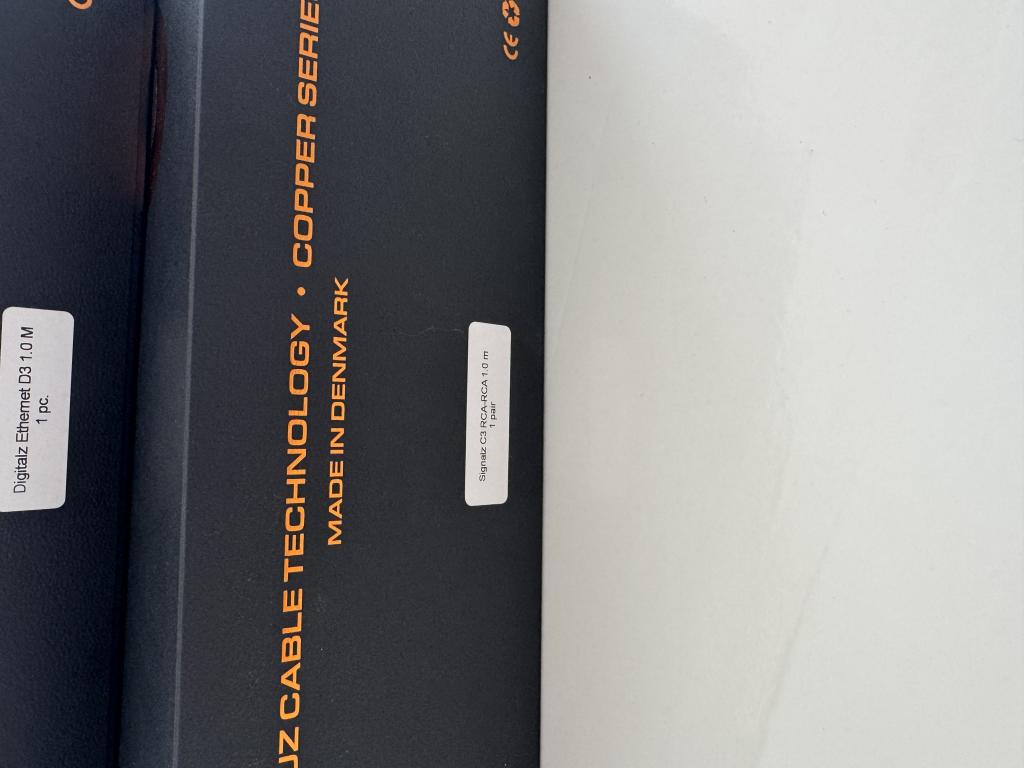 Digitalz Ethernet D3 1.0 M
1 pc.
UZ CABLE TECHNOLOGY • COPPER SERIES
MADE IN DENMARK
Signalz C3 RCA-RCA 1.0 m
1 pair
CE